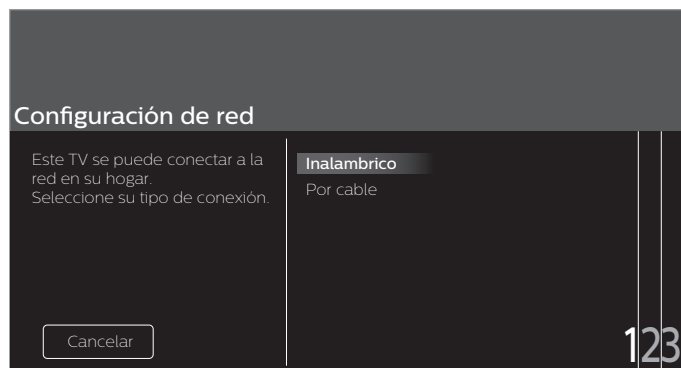 Configuración de red
Este TV se puede conectar a la
red en su hogar.
Seleccione su tipo de conexión.
Inalambrico
Por cable
Cancelar
123